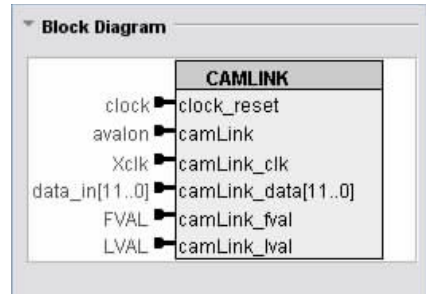 Block Diagram
CAMLINK
clock clock_reset
avalon camLink
Xclk camLink_clk
data_in[11..0] camLink_data[11..0]
FVAL camLink_fval
LVAL camLink_lval